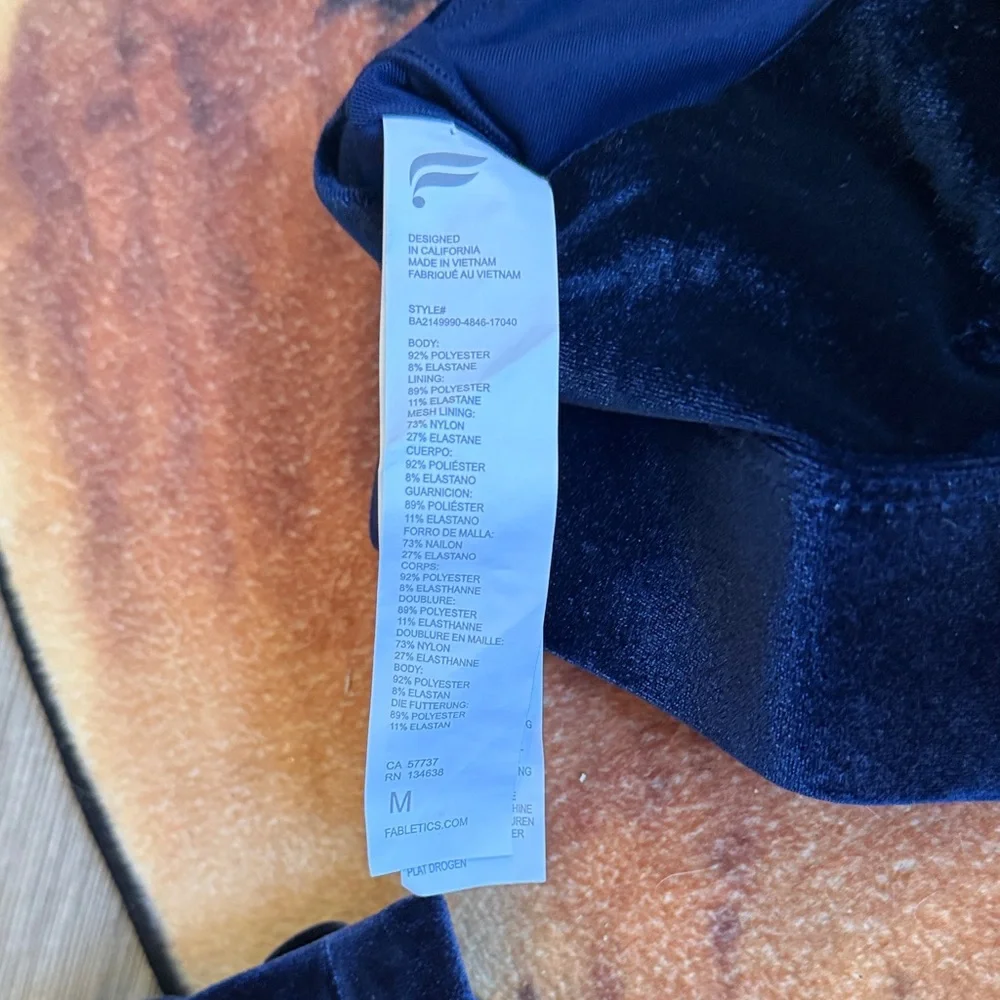 DESIGNED
IN CALIFORNIA
MADE IN VIETNAM
FABRIQUÉ AU VIETNAM
STYLE#
BA2149990-4846-17040
BODY:
92% POLYESTER
8% ELASTANE
LINING:
89% POLYESTER
11% ELASTANE
MESH LINING:
73% NYLON
27% ELASTANE
CUERPO:
92% POLIÉSTER
8% ELASTANO
GUARNICION:
89% POLIÉSTER
11% ELASTANO
FORRO DE MALLA:
73% NAILON
27% ELASTANO
CORPS:
92% POLYESTER
8% ELASTHANNE
DOUBLURE:
89% POLYESTER
11% ELASTHANNE
DOUBLURE EN MAILLE:
73% NYLON
27% ELASTHANNE
BODY:
92% POLYESTER
8% ELASTAN
DIE FUTTERUNG:
89% POLYESTER
11% ELASTAN
CA 57737
RN 134638
M
FABLETICS.COM
G
NG
HINE
UREN
ER
PLAT DROGEN